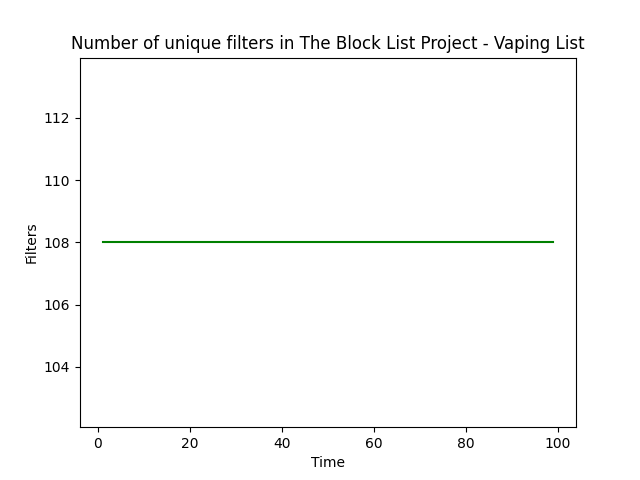 Number of unique filters in The Block List Project - Vaping List
112
110
108
106
104
Filters
0 20 40 60 80 100
Time